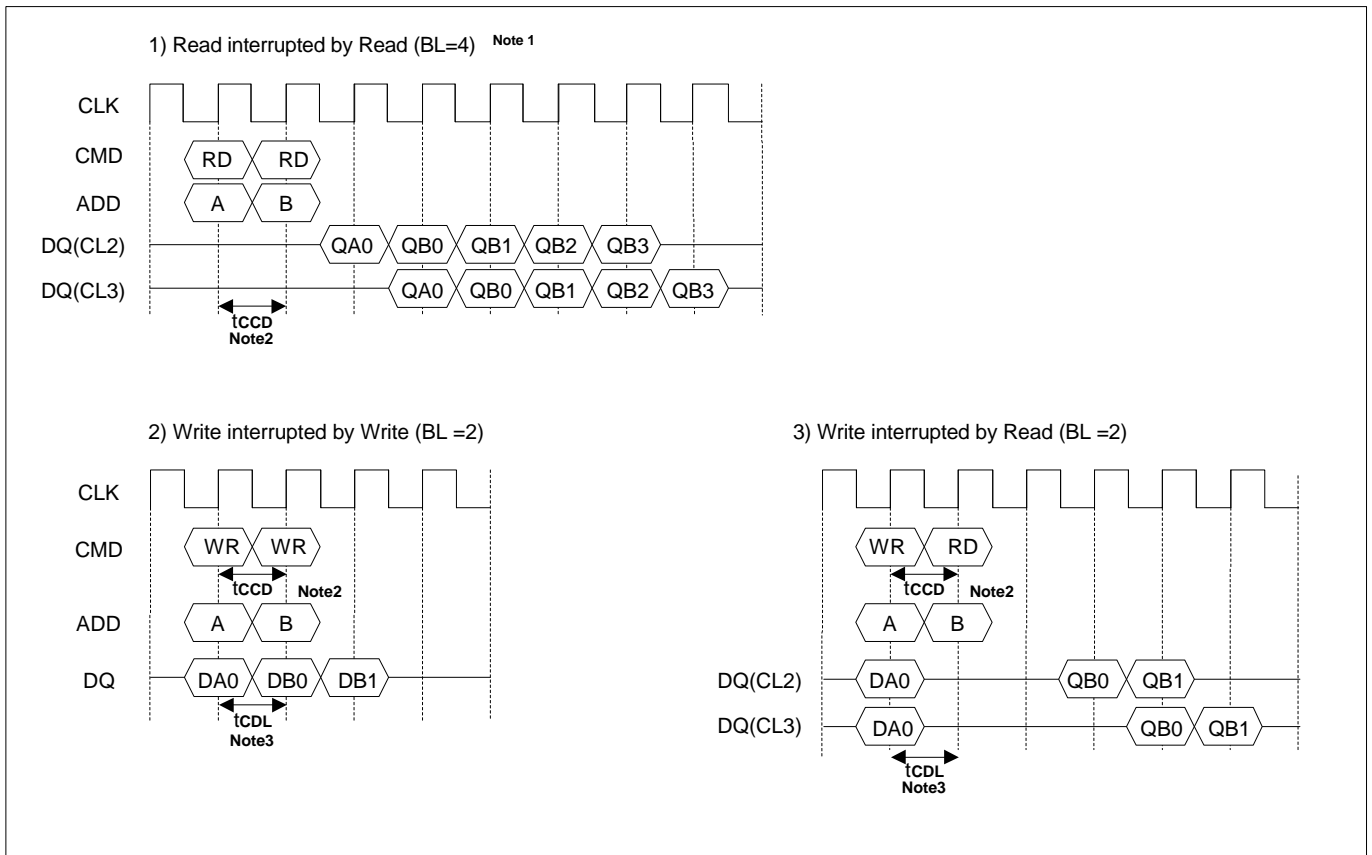 1) Read interrupted by Read (BL=4) Note 1
CLK
CMD RD RD
ADD A B
DQ(CL2) QA0 QB0 QB1 QB2 QB3
DQ(CL3) QA0 QB0 QB1 QB2 QB3
tCCD
Note2
2) Write interrupted by Write (BL =2)
CLK
CMD WR WR
tCCD Note2
ADD A B
DQ DA0 DB0 DB1
tCDL
Note3
3) Write interrupted by Read (BL =2)
WR RD
tCCD Note2
A B
DQ(CL2) DA0 QB0 QB1
DQ(CL3) DA0 QB0 QB1
tCDL
Note3